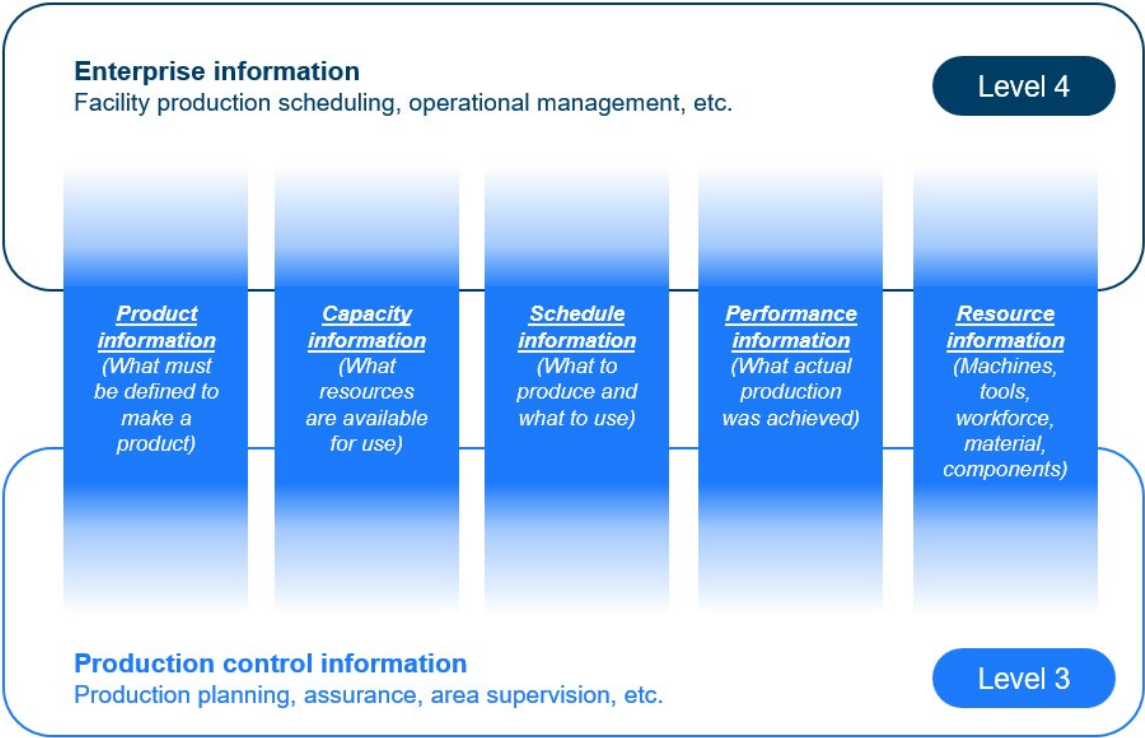 Enterprise information
Facility production scheduling, operational management, etc.
Level 4
Product
information
(What must
be defined to
make a
product)
Capacity
information
(What
resources
are available
for use)
Schedule
information
(What to
produce and
what to use)
Performance
information
(What actual
production
was achieved)
Resource
information
(Machines,
tools,
workforce,
material,
components)
Production control information
Production planning, assurance, area supervision, etc.
Level 3